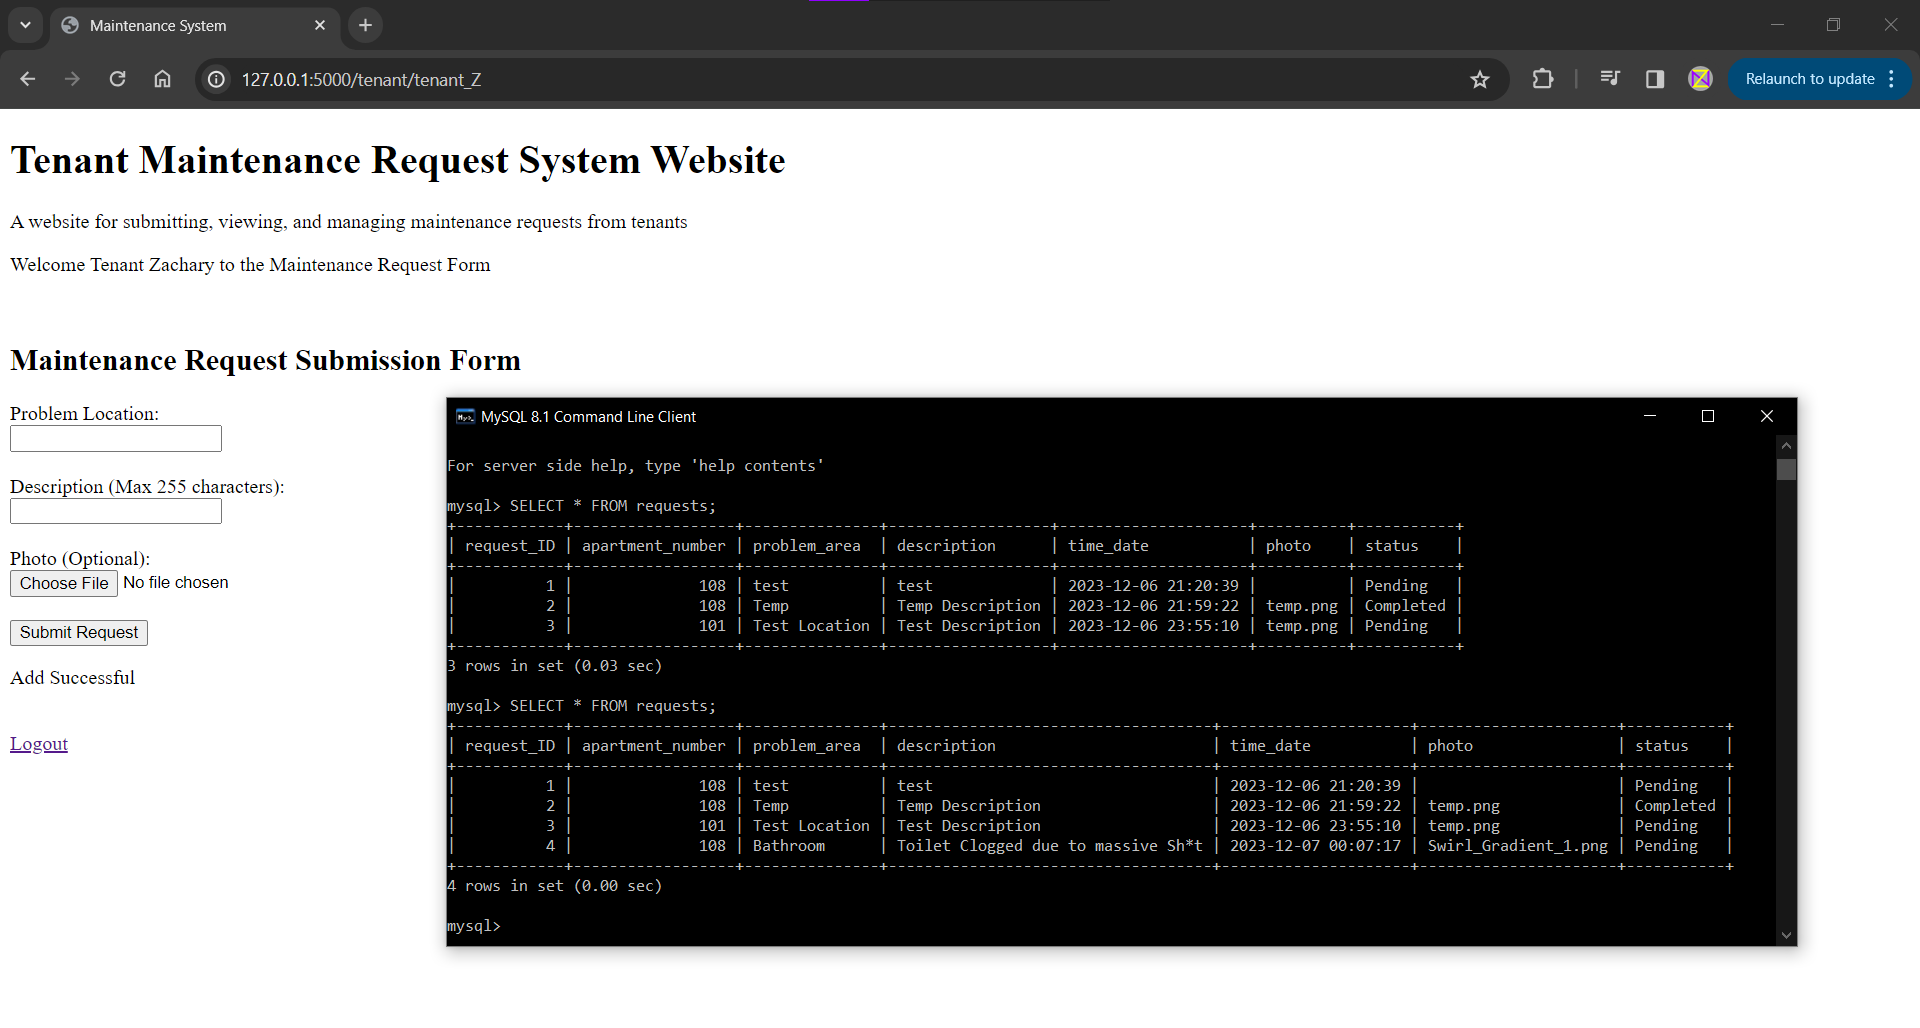 Maintenance System
127.0.0.1:5000/tenant/tenant_Z
Relaunch to update
Tenant Maintenance Request System Website
A website for submitting, viewing, and managing maintenance requests from tenants
Welcome Tenant Zachary to the Maintenance Request Form
Maintenance Request Submission Form
Problem Location:
Description (Max 255 characters):
Photo (Optional):
Choose File No file chosen
Submit Request
Add Successful
Logout
MySQL 8.1 Command Line Client
For server side help, type 'help contents'
mysql> SELECT * FROM requests;
+------------+------------------+---------------+------------------+---------------------+----------+-----------+
| request_ID | apartment_number | problem_area  | description      | time_date           | photo    | status    |
+------------+------------------+---------------+------------------+---------------------+----------+-----------+
|          1 |              108 | test          | test             | 2023-12-06 21:20:39 |          | Pending   |
|          2 |              108 | Temp          | Temp Description | 2023-12-06 21:59:22 | temp.png | Completed |
|          3 |              101 | Test Location | Test Description | 2023-12-06 23:55:10 | temp.png | Pending   |
+------------+------------------+---------------+------------------+---------------------+----------+-----------+
3 rows in set (0.03 sec)
mysql> SELECT * FROM requests;
+------------+------------------+---------------+------------------------------------+---------------------+----------------------+-----------+
| request_ID | apartment_number | problem_area  | description                        | time_date           | photo                | status    |
+------------+------------------+---------------+------------------------------------+---------------------+----------------------+-----------+
|          1 |              108 | test          | test                               | 2023-12-06 21:20:39 |                      | Pending   |
|          2 |              108 | Temp          | Temp Description                   | 2023-12-06 21:59:22 | temp.png             | Completed |
|          3 |              101 | Test Location | Test Description                   | 2023-12-06 23:55:10 | temp.png             | Pending   |
|          4 |              108 | Bathroom      | Toilet Clogged due to massive Sh*t | 2023-12-07 00:07:17 | Swirl_Gradient_1.png | Pending   |
+------------+------------------+---------------+------------------------------------+---------------------+----------------------+-----------+
4 rows in set (0.00 sec)
mysql>